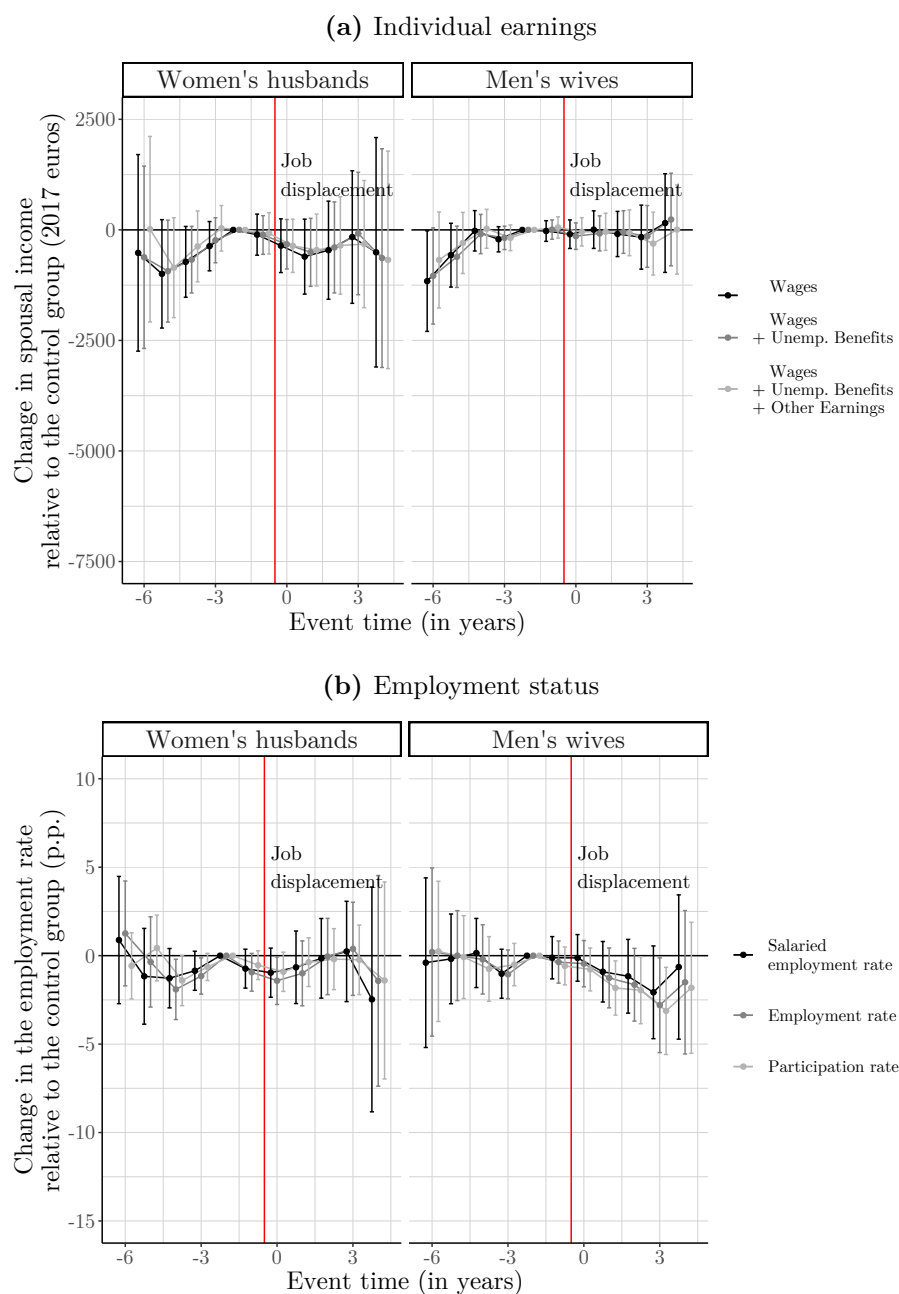 (a) Individual earnings
Women's husbands
Men's wives
Change in spousal income
relative to the control group (2017 euros)
2500
0
-2500
-5000
-7500
Job
displacement
Job
displacement
-6
-3
0
3
-6
-3
0
3
Event time (in years)
Wages
Wages
+ Unemp. Benefits
Wages
+ Unemp. Benefits
+ Other Earnings
(b) Employment status
Women's husbands
Men's wives
Change in the employment rate
relative to the control group (p.p.)
10
5
0
-5
-10
-15
Job
displacement
Job
displacement
-6
-3
0
3
-6
-3
0
3
Event time (in years)
Salaried
employment rate
Employment rate
Participation rate